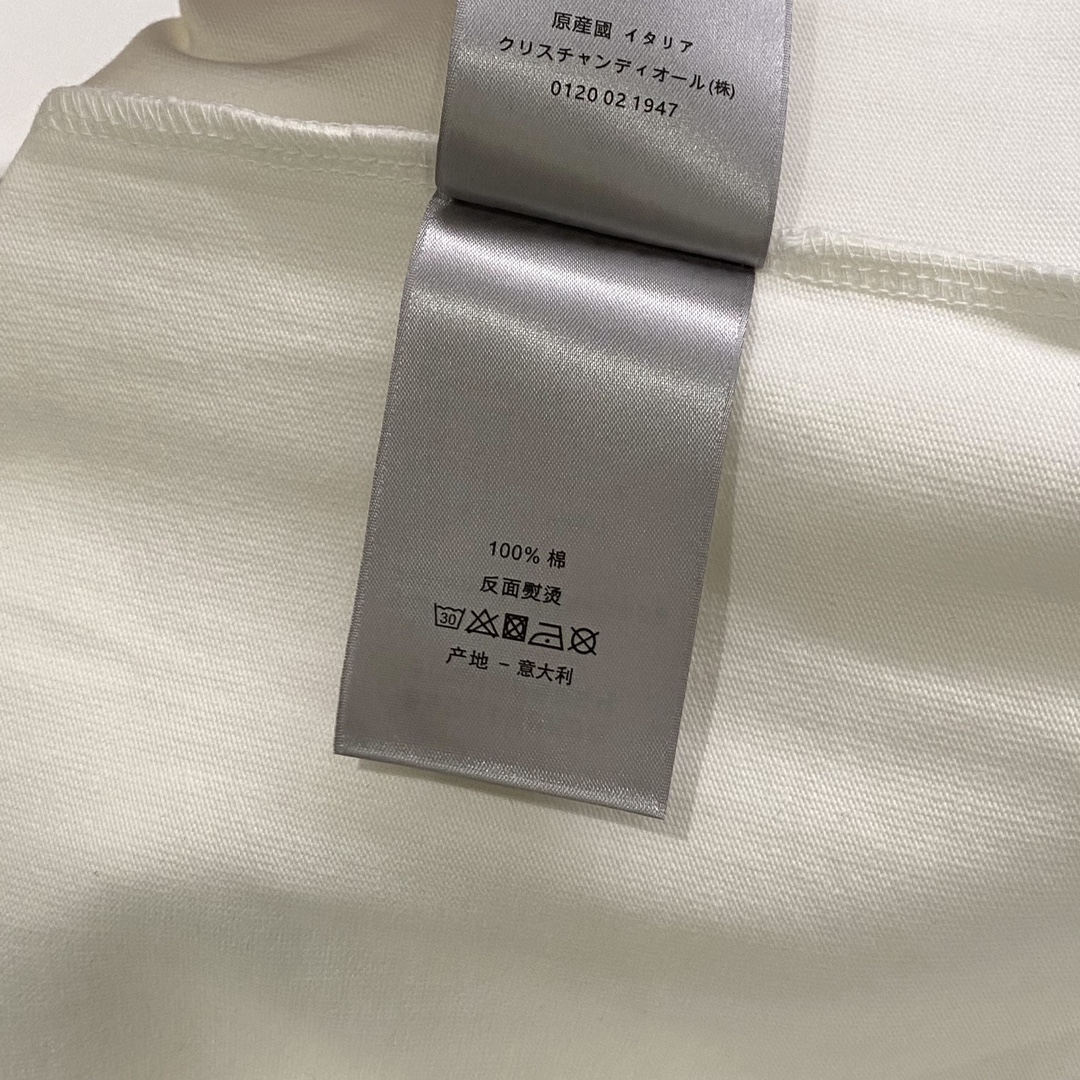 原産國 イタリア
クリスチャンディオール(株)
0120 02 1947
100% 棉
反面熨烫
30
产地 - 意大利